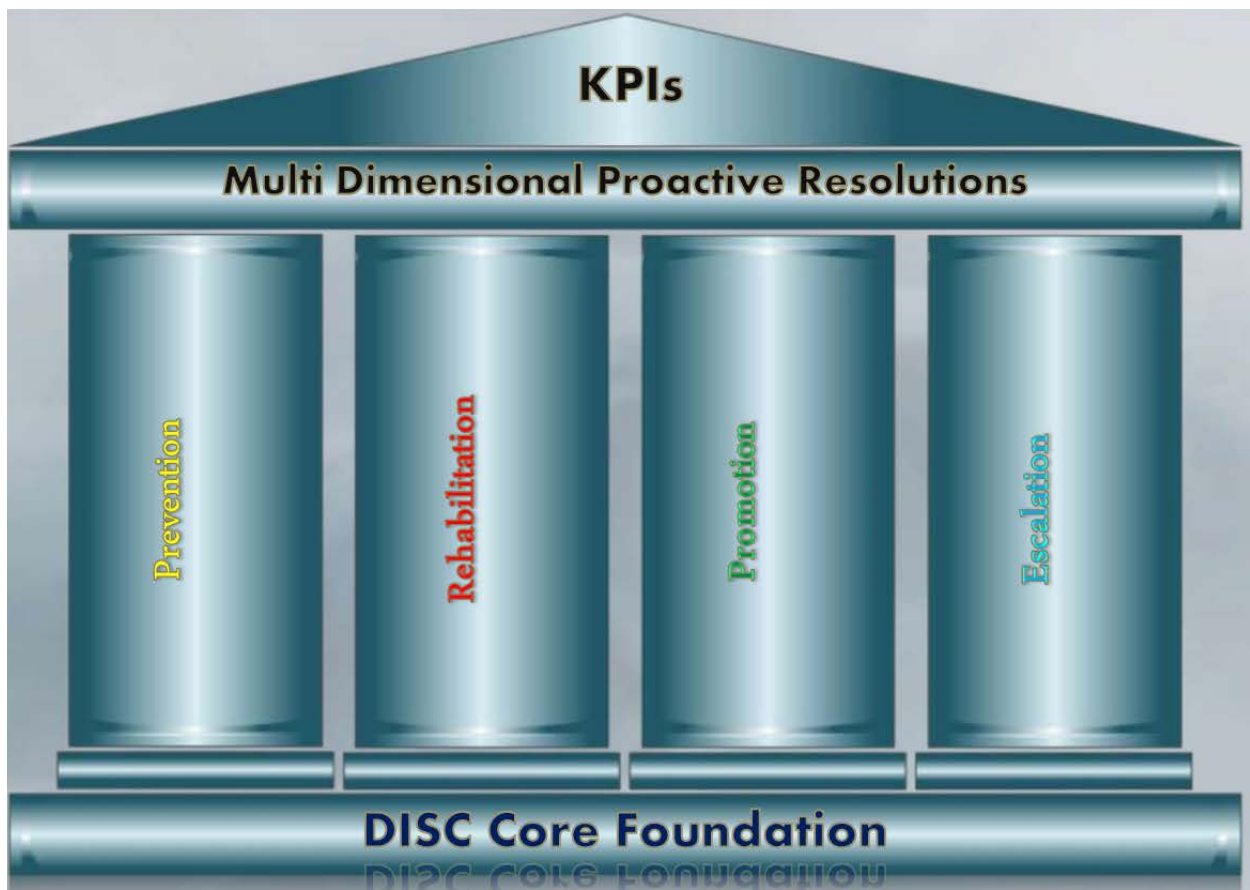 KPIs
Multi Dimensional Proactive Resolutions
Prevention
Rehabilitation
Promotion
Escalation
DISC Core Foundation